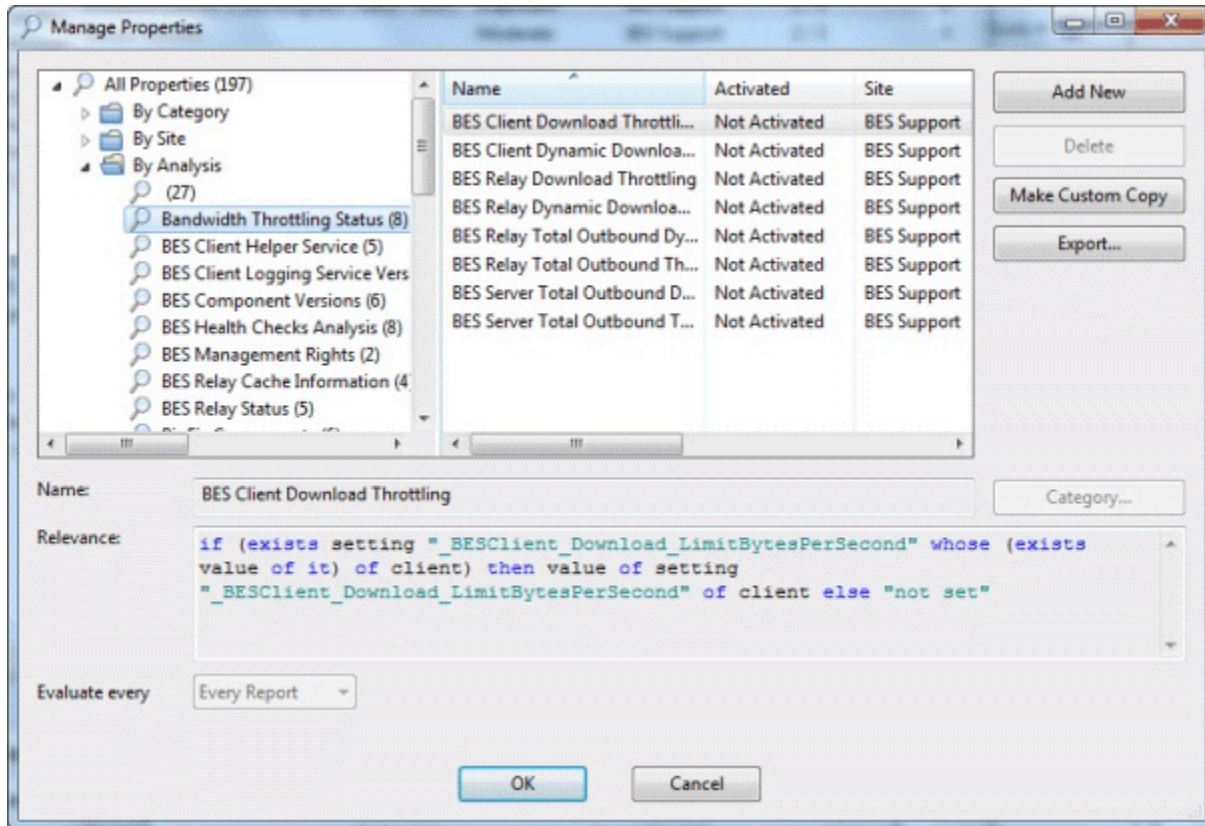 Manage Properties
All Properties (197)
By Category
By Site
By Analysis
(27)
Bandwidth Throttling Status (8)
BES Client Helper Service (5)
BES Client Logging Service Vers
BES Component Versions (6)
BES Health Checks Analysis (8)
BES Management Rights (2)
BES Relay Cache Information (4
BES Relay Status (5)
Name Activated Site
BES Client Download Throttli... Not Activated BES Support
BES Client Dynamic Downloa... Not Activated BES Support
BES Relay Download Throttling Not Activated BES Support
BES Relay Dynamic Downloa... Not Activated BES Support
BES Relay Total Outbound Dy... Not Activated BES Support
BES Relay Total Outbound Th... Not Activated BES Support
BES Server Total Outbound D... Not Activated BES Support
BES Server Total Outbound T... Not Activated BES Support
Add New
Delete
Make Custom Copy
Export...
Name: BES Client Download Throttling Category...
Relevance: if (exists setting "_BESClient_Download_LimitBytesPerSecond" whose (exists
value of it) of client) then value of setting
"_BESClient_Download_LimitBytesPerSecond" of client else "not set"
Evaluate every Every Report
OK Cancel